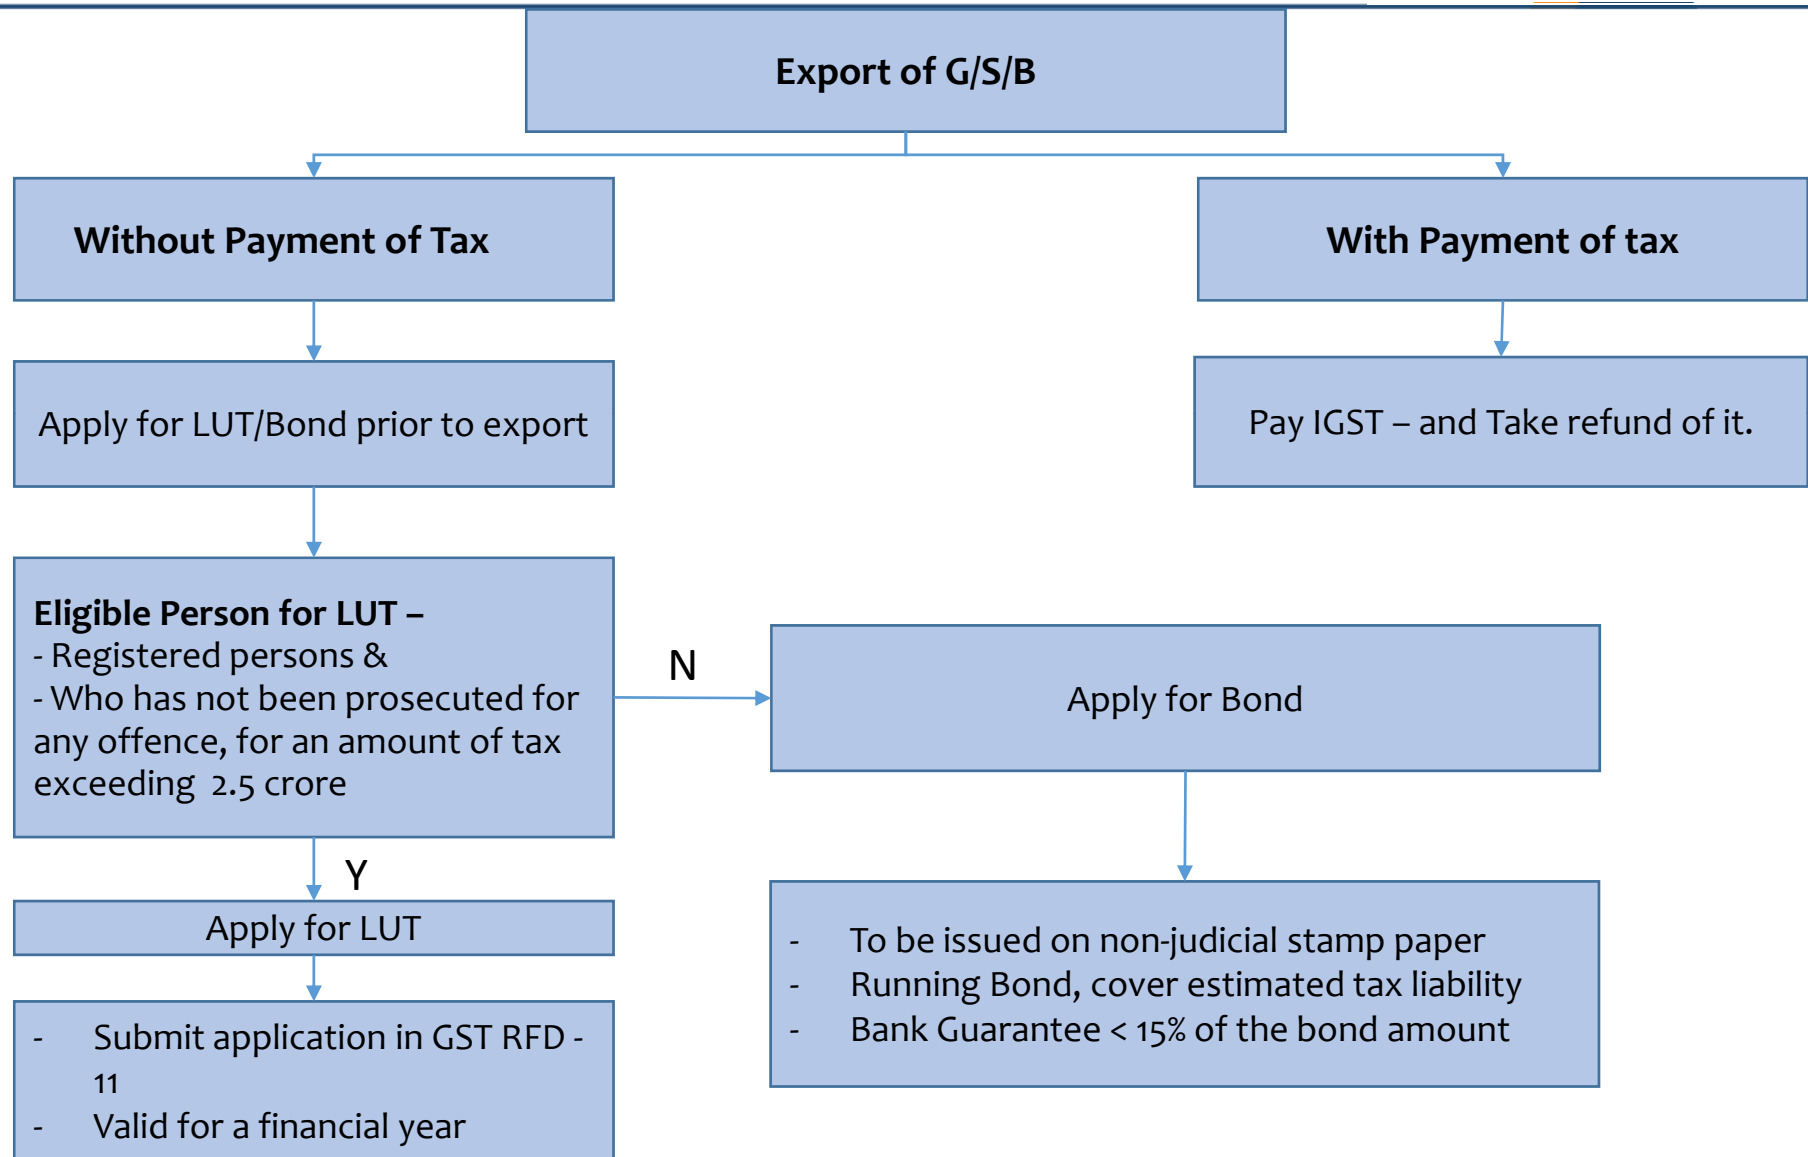 Export of G/S/B
Without Payment of Tax
With Payment of tax
Apply for LUT/Bond prior to export
Pay IGST – and Take refund of it.
Eligible Person for LUT –
- Registered persons &
- Who has not been prosecuted for
any offence, for an amount of tax
exceeding 2.5 crore
N
Apply for Bond
Y
Apply for LUT
- To be issued on non-judicial stamp paper
- Running Bond, cover estimated tax liability
- Bank Guarantee < 15% of the bond amount
- Submit application in GST RFD -
11
- Valid for a financial year